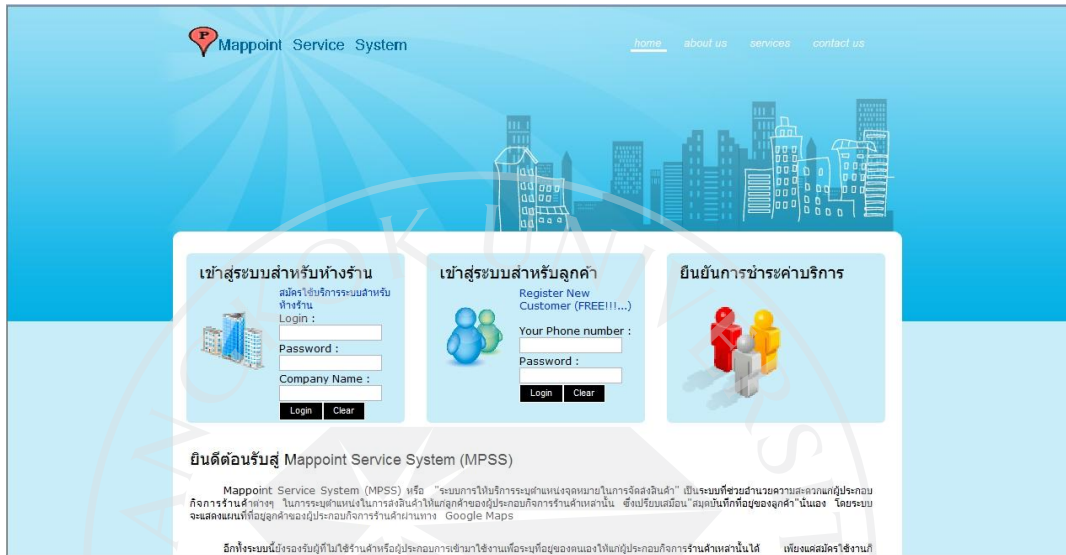 P
Mappoint Service System
home about us services contact us
เข้าสู่ระบบสำหรับห้างร้าน
สมัครใช้บริการระบบสำหรับ
ห้างร้าน
Login :
Password :
Company Name :
Login Clear
เข้าสู่ระบบสำหรับลูกค้า
Register New
Customer (FREE!!!...)
Your Phone number :
Password :
Login Clear
ยืนยันการชำระค่าบริการ
ยินดีต้อนรับสู่ Mappoint Service System (MPSS)
Mappoint Service System (MPSS) หรือ "ระบบการให้บริการระบุตำแหน่งจุดหมายในการจัดส่งสินค้า" เป็นระบบที่ช่วยอำนวยความสะดวกแก่ผู้ประกอบ
กิจการร้านค้าต่างๆ ในการระบุตำแหน่งในการส่งสินค้าให้แก่ลูกค้าของผู้ประกอบกิจการร้านค้าเหล่านั้น ซึ่งเปรียบเสมือน"สมุดบันทึกที่อยู่ของลูกค้า"นั่นเอง โดยระบบ
จะแสดงแผนที่ที่อยู่ลูกค้าของผู้ประกอบกิจการร้านค้าผ่านทาง Google Maps
อีกทั้งระบบนี้ยังรองรับผู้ที่ไม่ใช่ร้านค้าหรือผู้ประกอบการเข้ามาใช้งานเพื่อระบุที่อยู่ของตนเองให้แก่ผู้ประกอบกิจการร้านค้าเหล่านั้นได้ เพียงแค่สมัครใช้งานก็
ANGKOK UNIVERSIT